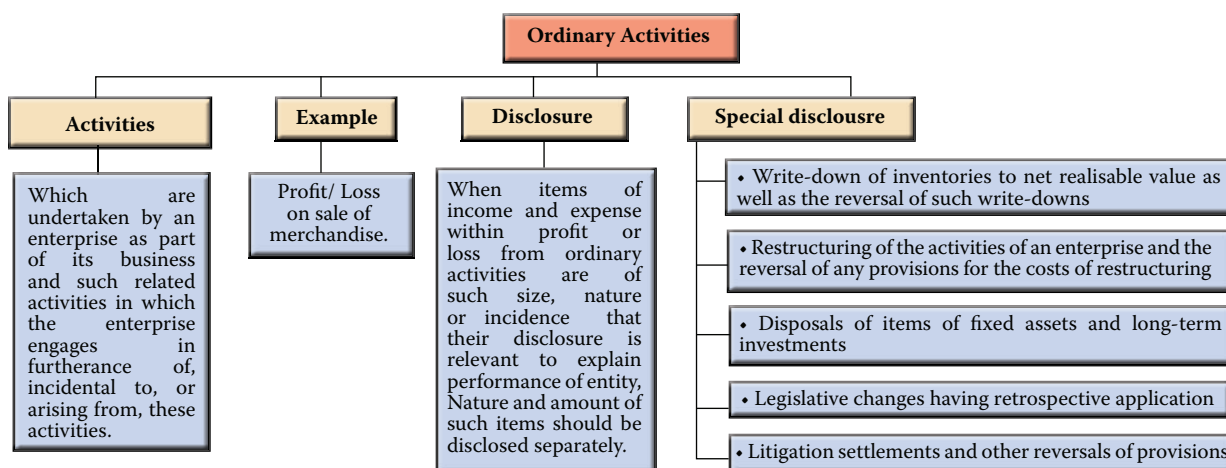 Ordinary Activities
Activities
Which are
undertaken by an
enterprise as part
of its business
and such related
activities in which
the enterprise
engages in
furtherance of,
incidental to, or
arising from, these
activities.
Example
Profit/ Loss
on sale of
merchandise.
Disclosure
When items of
income and expense
within profit or
loss from ordinary
activities are of
such size, nature
or incidence that
their disclosure is
relevant to explain
performance of entity,
Nature and amount of
such items should be
disclosed separately.
Special disclousre
• Write-down of inventories to net realisable value as
well as the reversal of such write-downs
• Restructuring of the activities of an enterprise and the
reversal of any provisions for the costs of restructuring
• Disposals of items of fixed assets and long-term
investments
• Legislative changes having retrospective application
• Litigation settlements and other reversals of provisions